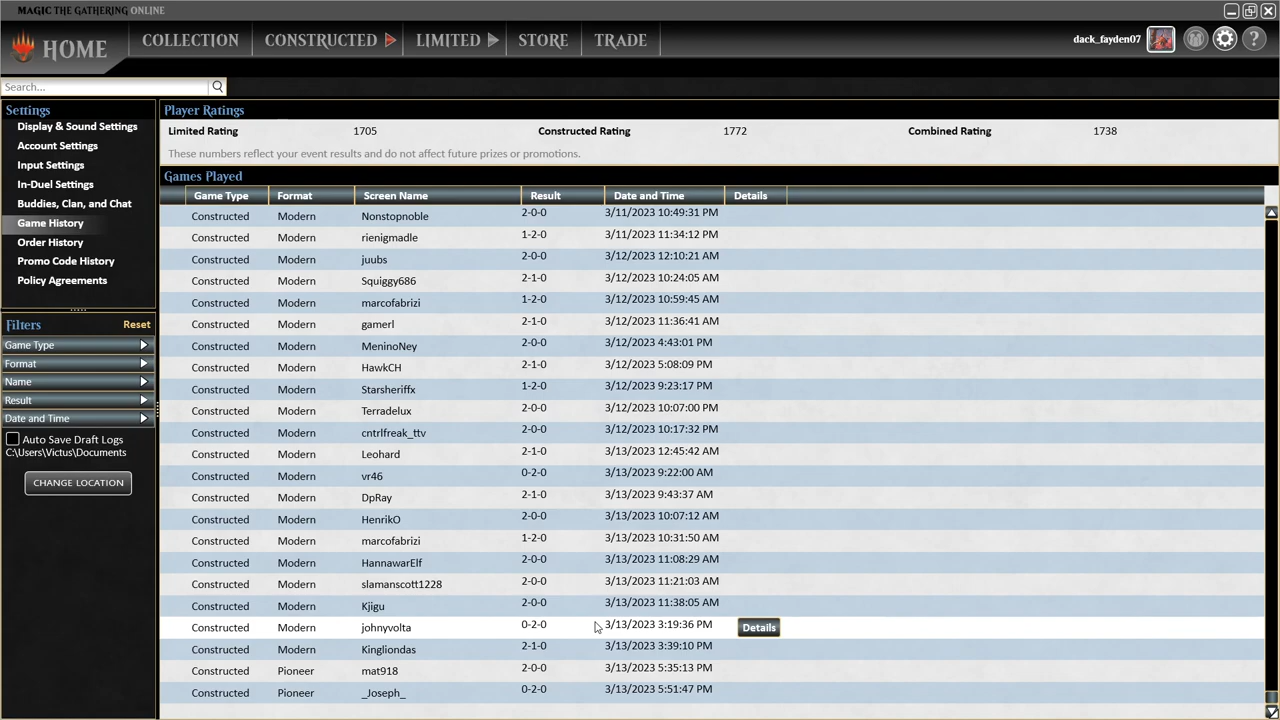 MAGIC THE GATHERING ONLINE
HOME COLLECTION CONSTRUCTED LIMITED STORE TRADE dack_fayden07 ?
Search...
Settings
Display & Sound Settings
Account Settings
Input Settings
In-Duel Settings
Buddies, Clan, and Chat
Game History
Order History
Promo Code History
Policy Agreements
Filters Reset
Game Type
Format
Name
Result
Date and Time
Auto Save Draft Logs
C:\Users\Victus\Documents
CHANGE LOCATION
Player Ratings
Limited Rating 1705 Constructed Rating 1772 Combined Rating 1738
These numbers reflect your event results and do not affect future prizes or promotions.
Games Played
Game Type Format Screen Name Result Date and Time Details
Constructed Modern Nonstopnoble 2-0-0 3/11/2023 10:49:31 PM
Constructed Modern rienigmadle 1-2-0 3/11/2023 11:34:12 PM
Constructed Modern juubs 2-0-0 3/12/2023 12:10:21 AM
Constructed Modern Squiggy686 2-1-0 3/12/2023 10:24:05 AM
Constructed Modern marcofabrizi 1-2-0 3/12/2023 10:59:45 AM
Constructed Modern gamerl 2-1-0 3/12/2023 11:36:41 AM
Constructed Modern MeninoNey 2-0-0 3/12/2023 4:43:01 PM
Constructed Modern HawkCH 2-1-0 3/12/2023 5:08:09 PM
Constructed Modern Starsheriffx 1-2-0 3/12/2023 9:23:17 PM
Constructed Modern Terradelux 2-0-0 3/12/2023 10:07:00 PM
Constructed Modern cntrlfreak_ttv 2-0-0 3/12/2023 10:17:32 PM
Constructed Modern Leohard 2-1-0 3/13/2023 12:45:42 AM
Constructed Modern vr46 0-2-0 3/13/2023 9:22:00 AM
Constructed Modern DpRay 2-1-0 3/13/2023 9:43:37 AM
Constructed Modern HenrikO 2-0-0 3/13/2023 10:07:12 AM
Constructed Modern marcofabrizi 1-2-0 3/13/2023 10:31:50 AM
Constructed Modern HannawarElf 2-0-0 3/13/2023 11:08:29 AM
Constructed Modern slamanscott1228 2-0-0 3/13/2023 11:21:03 AM
Constructed Modern Kjigu 2-0-0 3/13/2023 11:38:05 AM
Constructed Modern johnyvolta 0-2-0 3/13/2023 3:19:36 PM Details
Constructed Modern Kingliondas 2-1-0 3/13/2023 3:39:10 PM
Constructed Pioneer mat918 2-0-0 3/13/2023 5:35:13 PM
Constructed Pioneer _Joseph_ 0-2-0 3/13/2023 5:51:47 PM